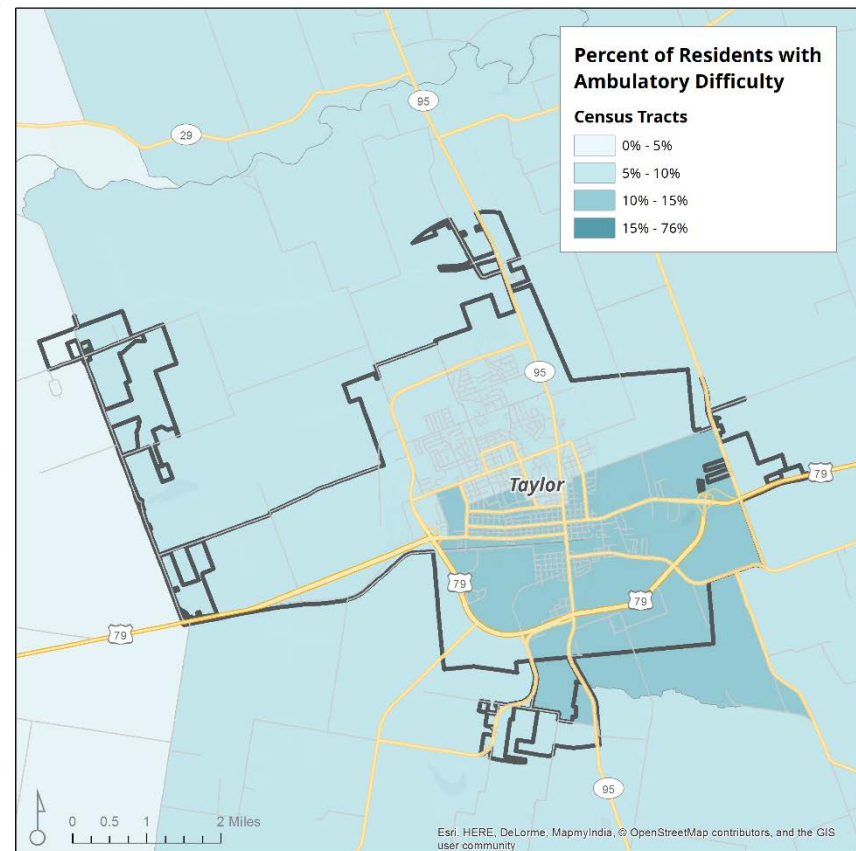 Percent of Residents with
Ambulatory Difficulty
Census Tracts
0% - 5%
5% - 10%
10% - 15%
15% - 76%
95
29
95
Taylor
79
79
79
79
95
0 0.5 1 2 Miles
Esri, HERE, DeLorme, MapmyIndia, © OpenStreetMap contributors, and the GIS
user community